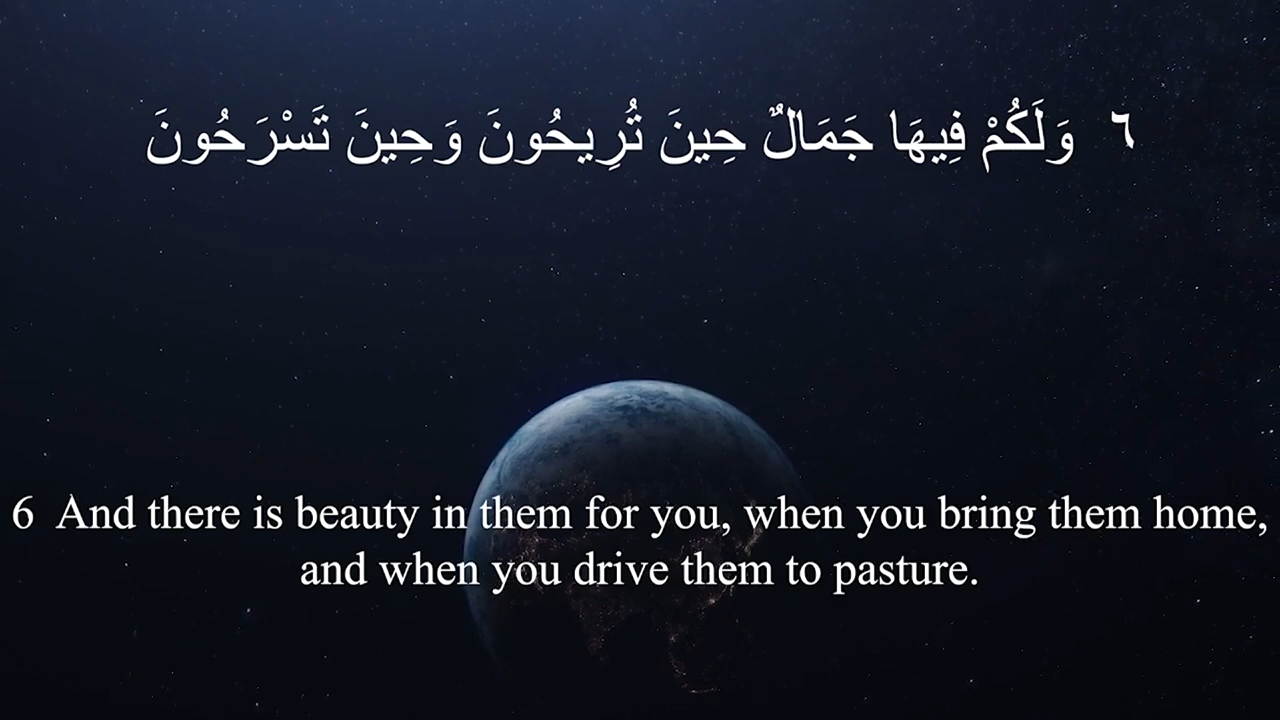 ٦ وَلَكُمْ فِيهَا جَمَالٌ حِينَ تُرِيحُونَ وَحِينَ تَسْرَحُونَ
6 And there is beauty in them for you, when you bring them home,
and when you drive them to pasture.